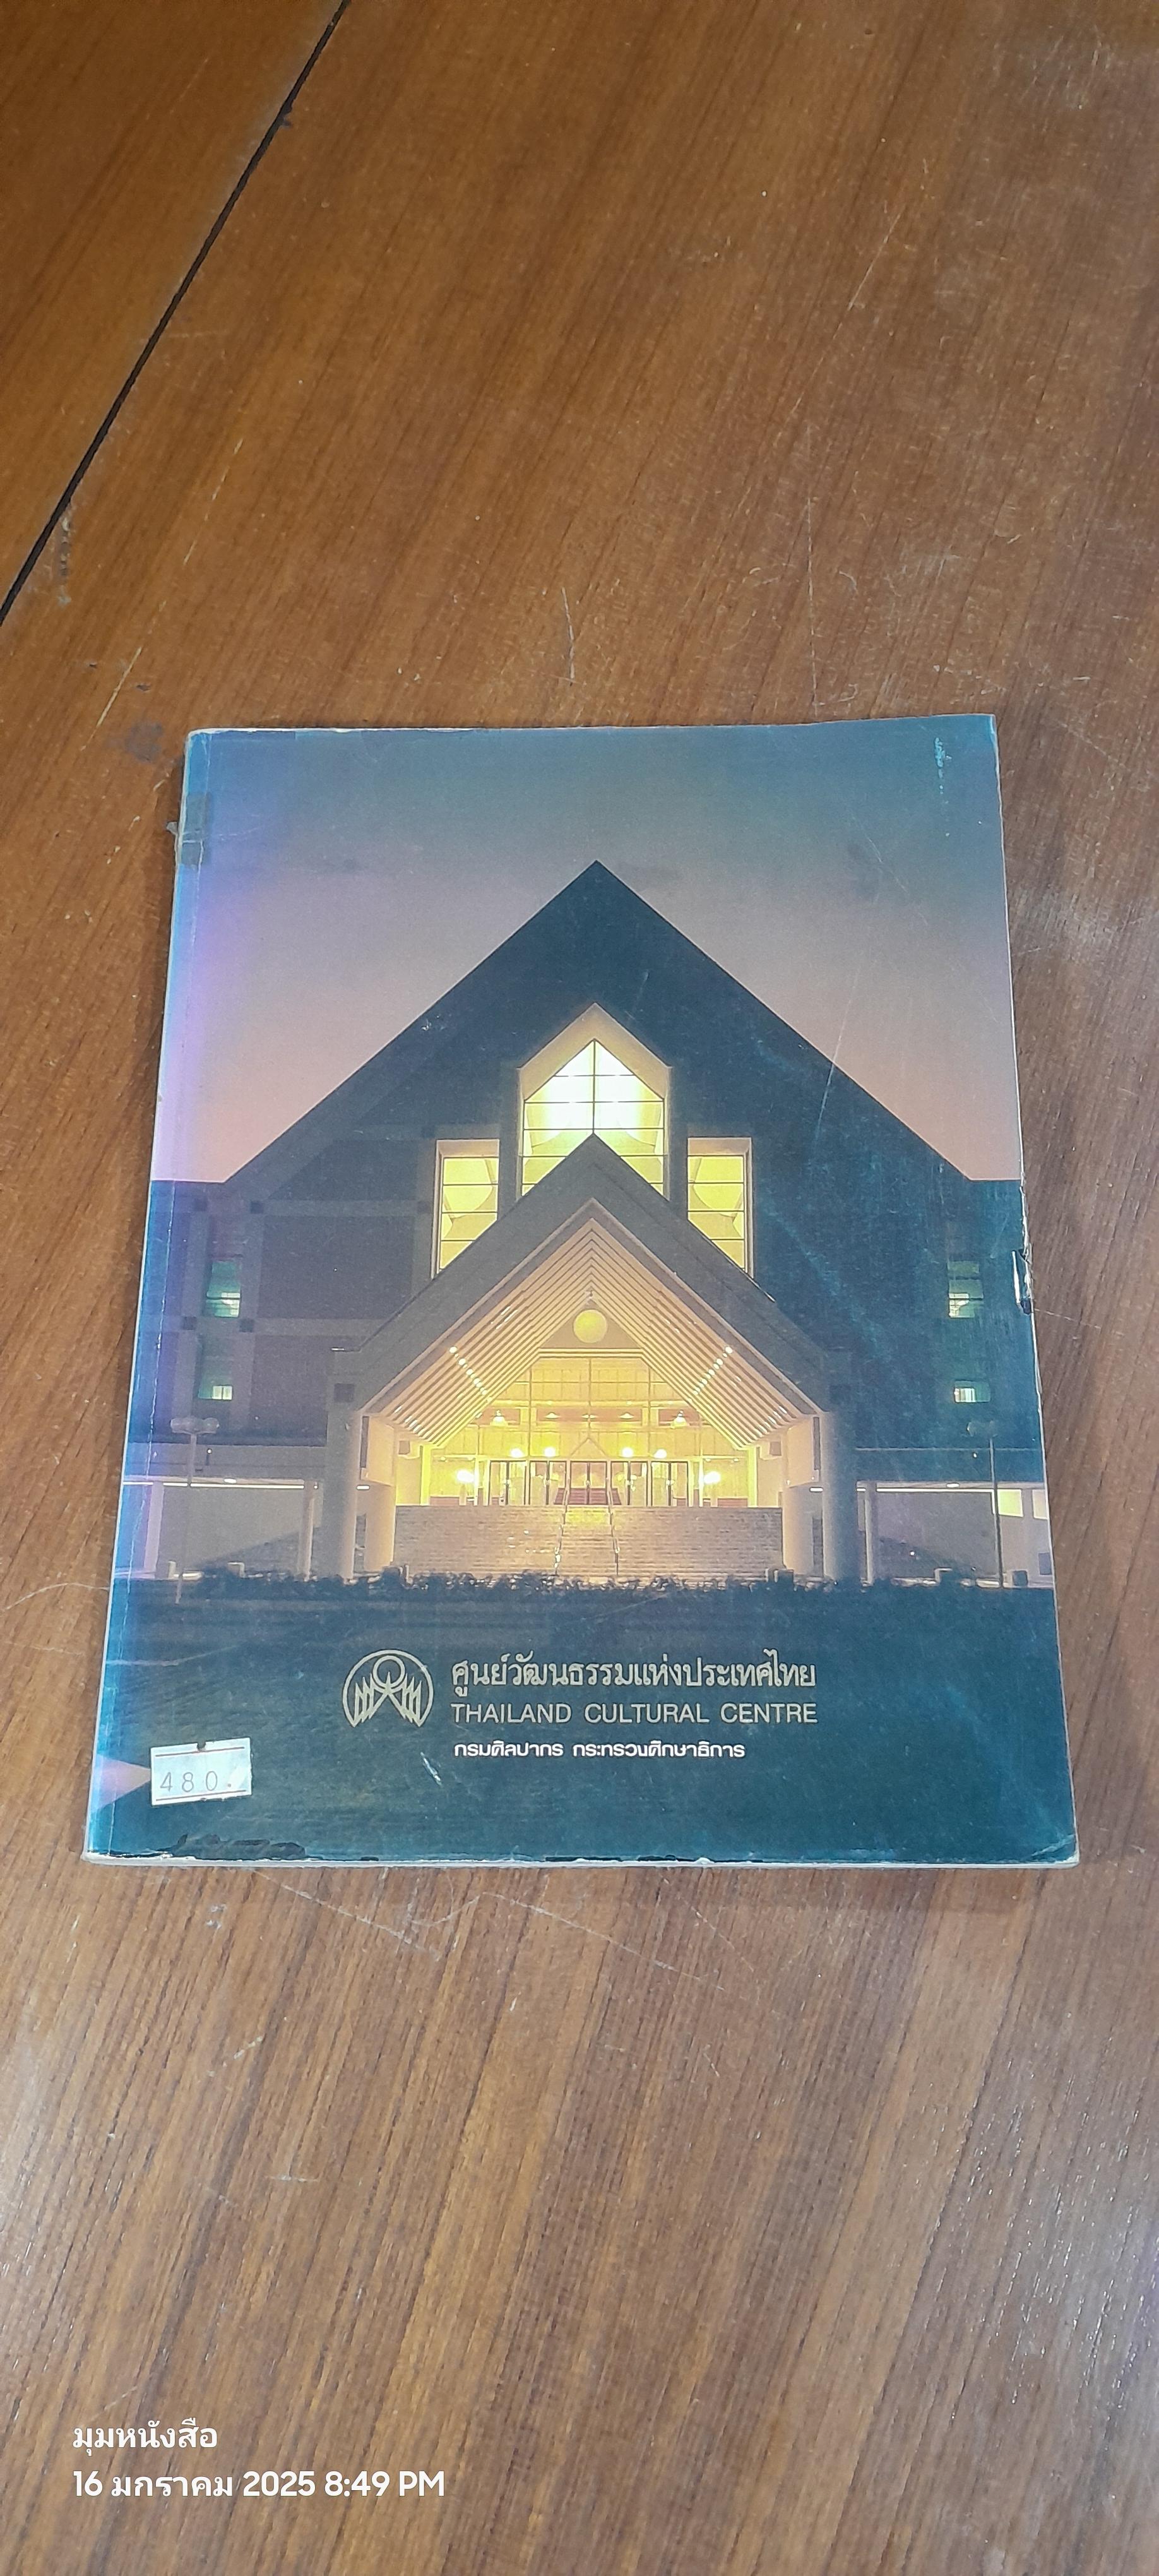 ศูนย์วัฒนธรรมแห่งประเทศไทย
THAILAND CULTURAL CENTRE
กรมศิลปากร กระทรวงศึกษาธิการ
480.-
มุมหนังสือ
16 มกราคม 2025 8:49 PM